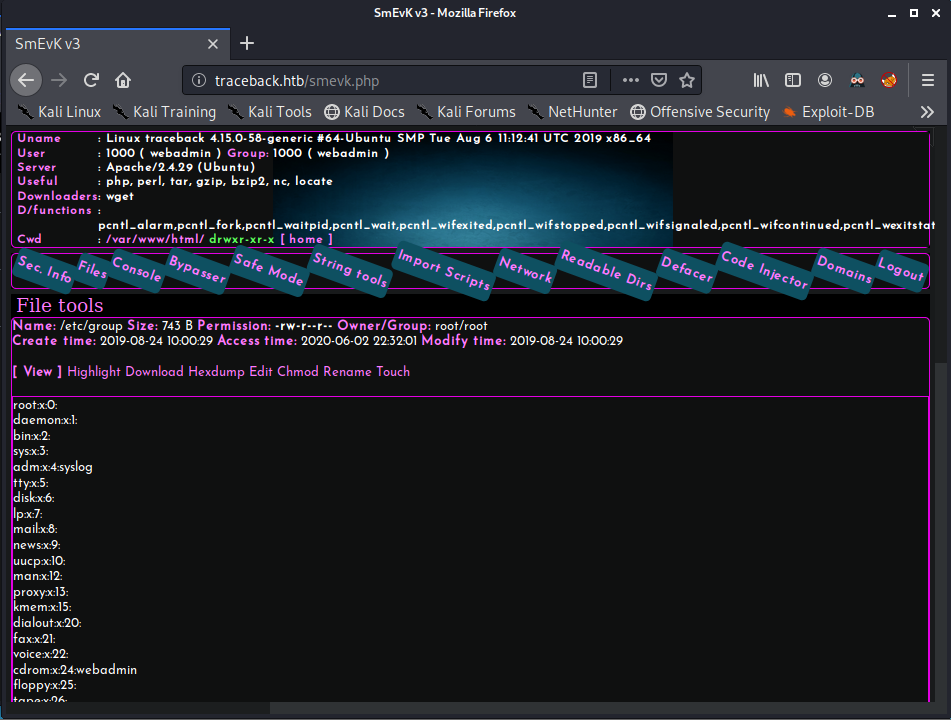 SmEvK v3 - Mozilla Firefox
SmEvK v3
traceback.htb/smevk.php
Kali Linux Kali Training Kali Tools Kali Docs Kali Forums NetHunter Offensive Security Exploit-DB
Uname : Linux traceback 4.15.0-58-generic #64-Ubuntu SMP Tue Aug 6 11:12:41 UTC 2019 x86_64
User : 1000 ( webadmin ) Group: 1000 ( webadmin )
Server : Apache/2.4.29 (Ubuntu)
Useful : php, perl, tar, gzip, bzip2, nc, locate
Downloaders: wget
D/functions :
pcntl_alarm,pcntl_fork,pcntl_waitpid,pcntl_wait,pcntl_wifexited,pcntl_wifstopped,pcntl_wifsignaled,pcntl_wifcontinued,pcntl_wexitstat
Cwd : /var/www/html/ drwxr-xr-x [ home ]
Sec. Info Files Console Bypasser Safe Mode String tools Import Scripts Network Readable Dirs Defacer Code Injector Domains Logout
File tools
Name: /etc/group Size: 743 B Permission: -rw-r--r-- Owner/Group: root/root
Create time: 2019-08-24 10:00:29 Access time: 2020-06-02 22:32:01 Modify time: 2019-08-24 10:00:29
[ View ] Highlight Download Hexdump Edit Chmod Rename Touch
root:x:0:
daemon:x:1:
bin:x:2:
sys:x:3:
adm:x:4:syslog
tty:x:5:
disk:x:6:
lp:x:7:
mail:x:8:
news:x:9:
uucp:x:10:
man:x:12:
proxy:x:13:
kmem:x:15:
dialout:x:20:
fax:x:21:
voice:x:22:
cdrom:x:24:webadmin
floppy:x:25:
tape:x:26: